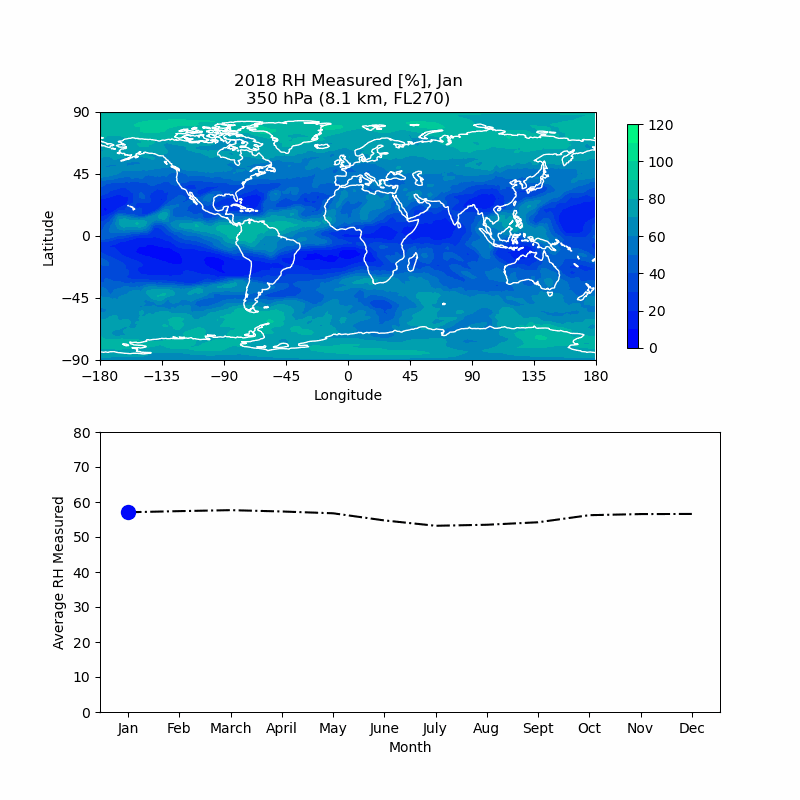 2018 RH Measured [%], Jan
350 hPa (8.1 km, FL270)
90
45
0
−45
−90
Latitude
−180 −135 −90 −45 0 45 90 135 180
Longitude
120
100
80
60
40
20
0
80
70
60
50
40
30
20
10
0
Average RH Measured
Jan Feb March April May June July Aug Sept Oct Nov Dec
Month